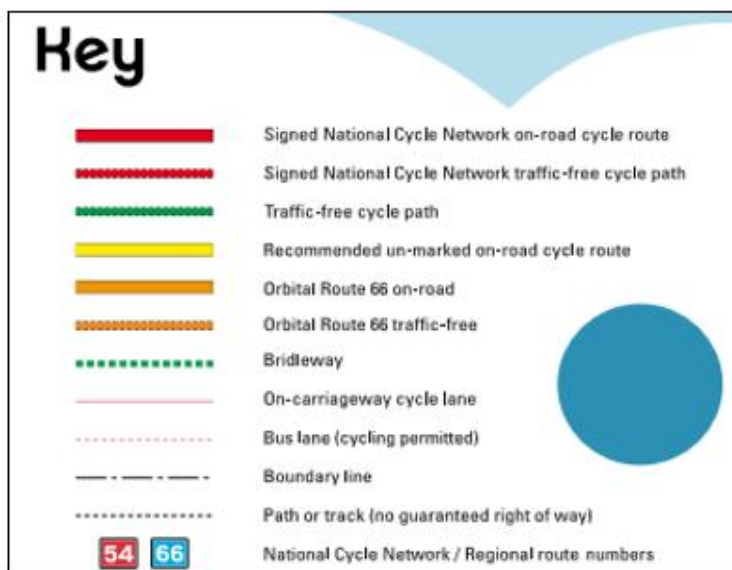 Key
Signed National Cycle Network on-road cycle route
Signed National Cycle Network traffic-free cycle path
Traffic-free cycle path
Recommended un-marked on-road cycle route
Orbital Route 66 on-road
Orbital Route 66 traffic-free
Bridleway
On-carriageway cycle lane
Bus lane (cycling permitted)
Boundary line
Path or track (no guaranteed right of way)
54 66 National Cycle Network / Regional route numbers